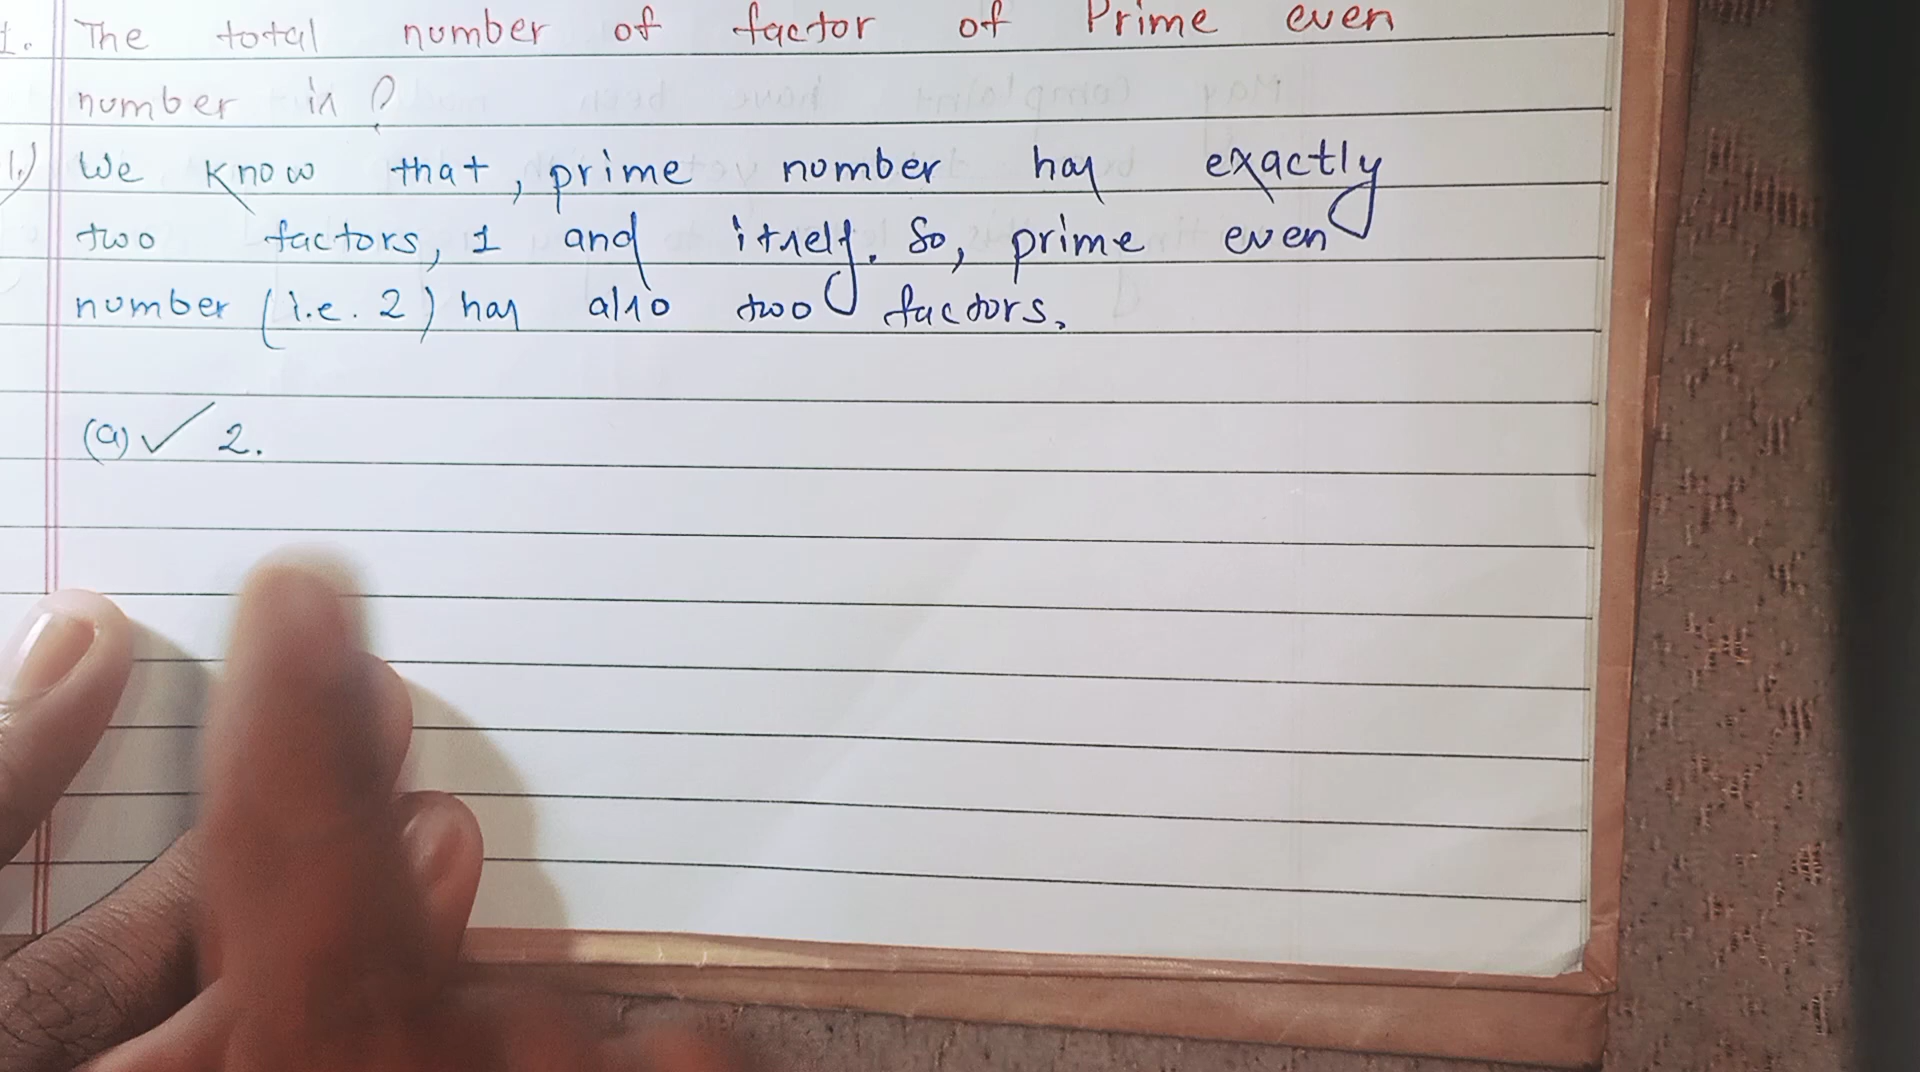 1. The total number of factor of Prime even
number is ?
1.) We know that, prime number has exactly
two factors, 1 and itself. So, prime even
number (i.e. 2) has also two factors.
(a) ✓ 2.